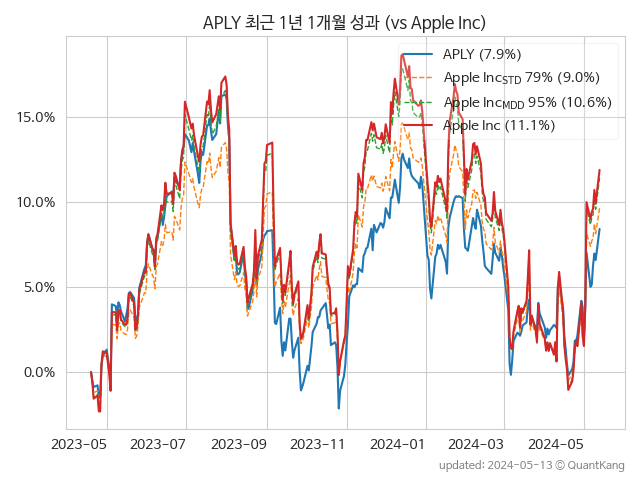 APLY 최근 1년 1개월 성과 (vs Apple Inc)
APLY (7.9%)
Apple Inc_STD 79% (9.0%)
Apple Inc_MDD 95% (10.6%)
Apple Inc (11.1%)
15.0%
10.0%
5.0%
0.0%
2023-05 2023-07 2023-09 2023-11 2024-01 2024-03 2024-05
updated: 2024-05-13 © QuantKang